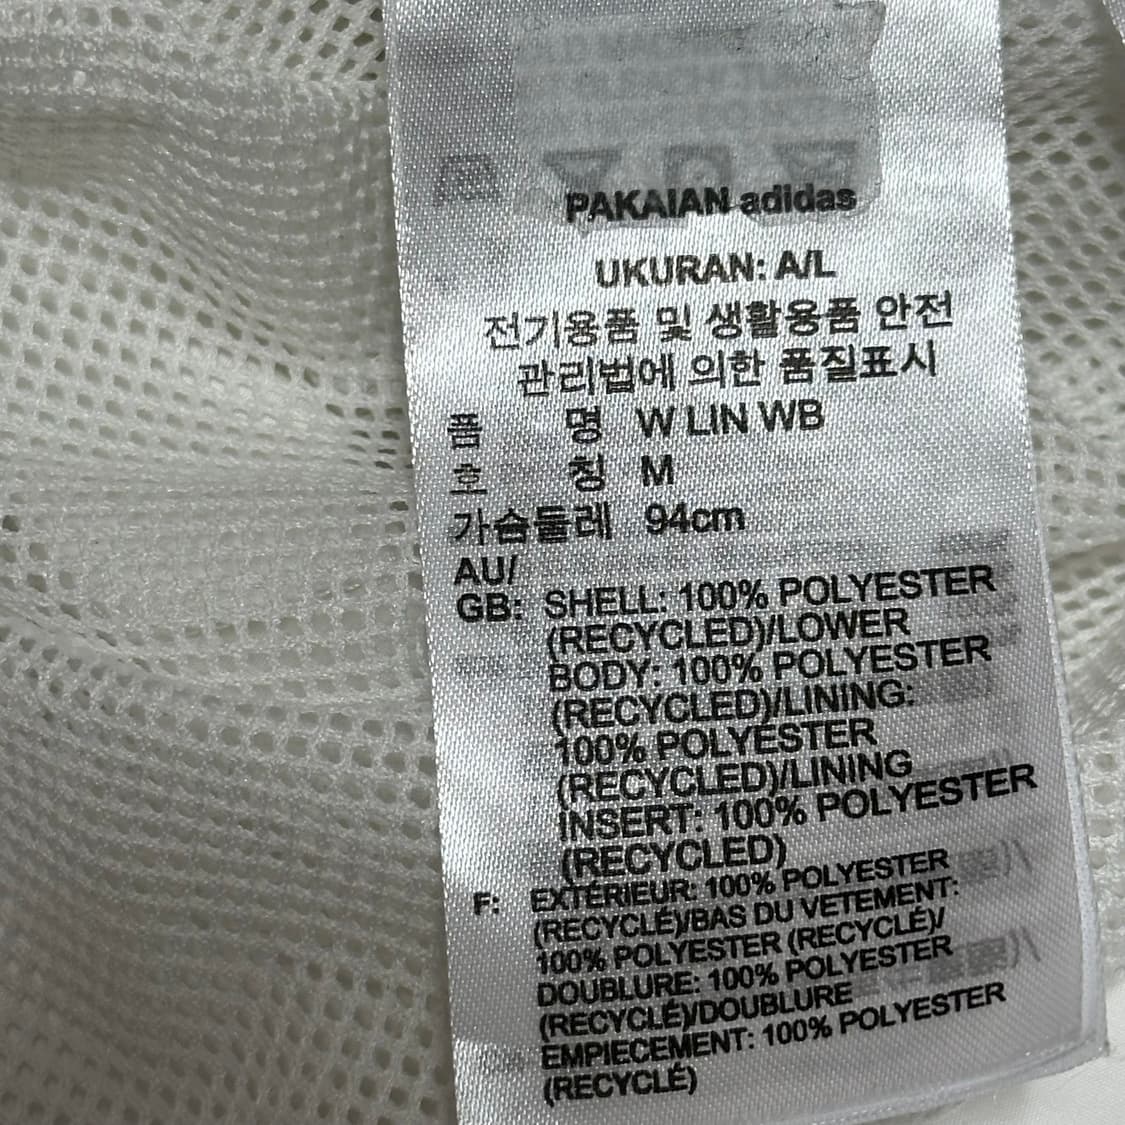 PAKAIAN adidas
UKURAN: A/L
전기용품 및 생활용품 안전
관리법에 의한 품질표시
품 명 W LIN WB
호 칭 M
가슴둘레 94cm
AU/
GB: SHELL: 100% POLYESTER
(RECYCLED)/LOWER
BODY: 100% POLYESTER
(RECYCLED)/LINING:
100% POLYESTER
(RECYCLED)/LINING
INSERT: 100% POLYESTER
(RECYCLED)
F: EXTÉRIEUR: 100% POLYESTER
(RECYCLÉ)/BAS DU VETEMENT:
100% POLYESTER (RECYCLÉ)/
DOUBLURE: 100% POLYESTER
(RECYCLÉ)/DOUBLURE
EMPIECEMENT: 100% POLYESTER
(RECYCLÉ)